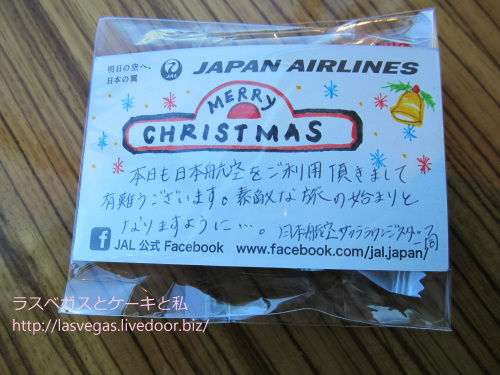 明日の空へ、
日本の翼
JAL
JAPAN AIRLINES
MERRY
CHRISTMAS
本日も日本航空をご利用頂きまして
有難うございます。素敵な旅の始まりと
なりますように…。
日本航空サクララウンジスタッフ
一同
JAL 公式 Facebook www.facebook.com/jal.japan/
ラスベガスとケーキと私
http://lasvegas.livedoor.biz/